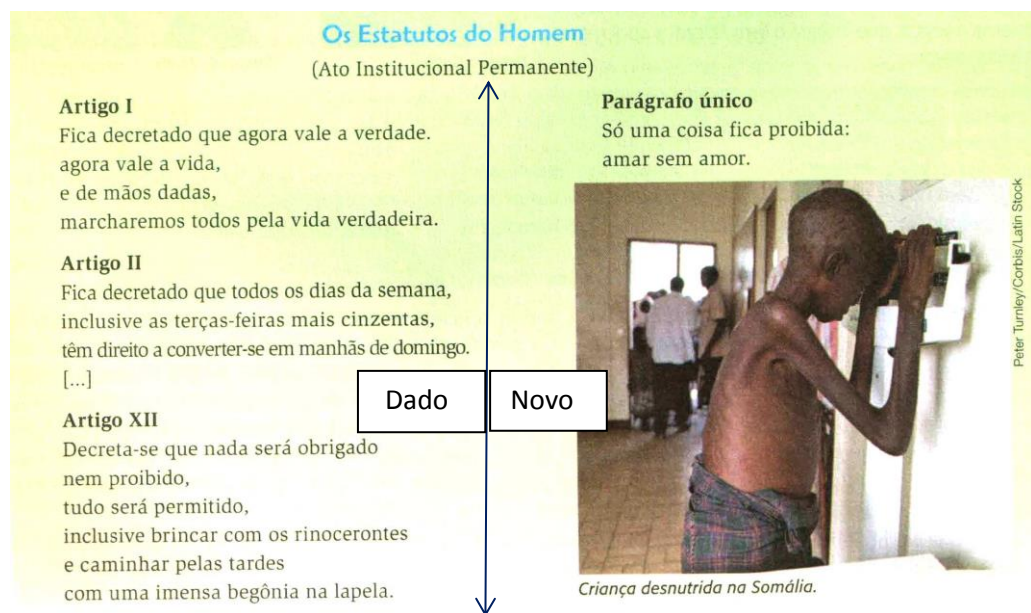 Os Estatutos do Homem
(Ato Institucional Permanente)
Artigo I
Fica decretado que agora vale a verdade.
agora vale a vida,
e de mãos dadas,
marcharemos todos pela vida verdadeira.
Artigo II
Fica decretado que todos os dias da semana,
inclusive as terças-feiras mais cinzentas,
têm direito a converter-se em manhãs de domingo.
[...]
Artigo XII
Decreta-se que nada será obrigado
nem proibido,
tudo será permitido,
inclusive brincar com os rinocerontes
e caminhar pelas tardes
com uma imensa begônia na lapela.
Dado
Novo
Parágrafo único
Só uma coisa fica proibida:
amar sem amor.
Peter Turnley/Corbis/Latin Stock
Criança desnutrida na Somália.